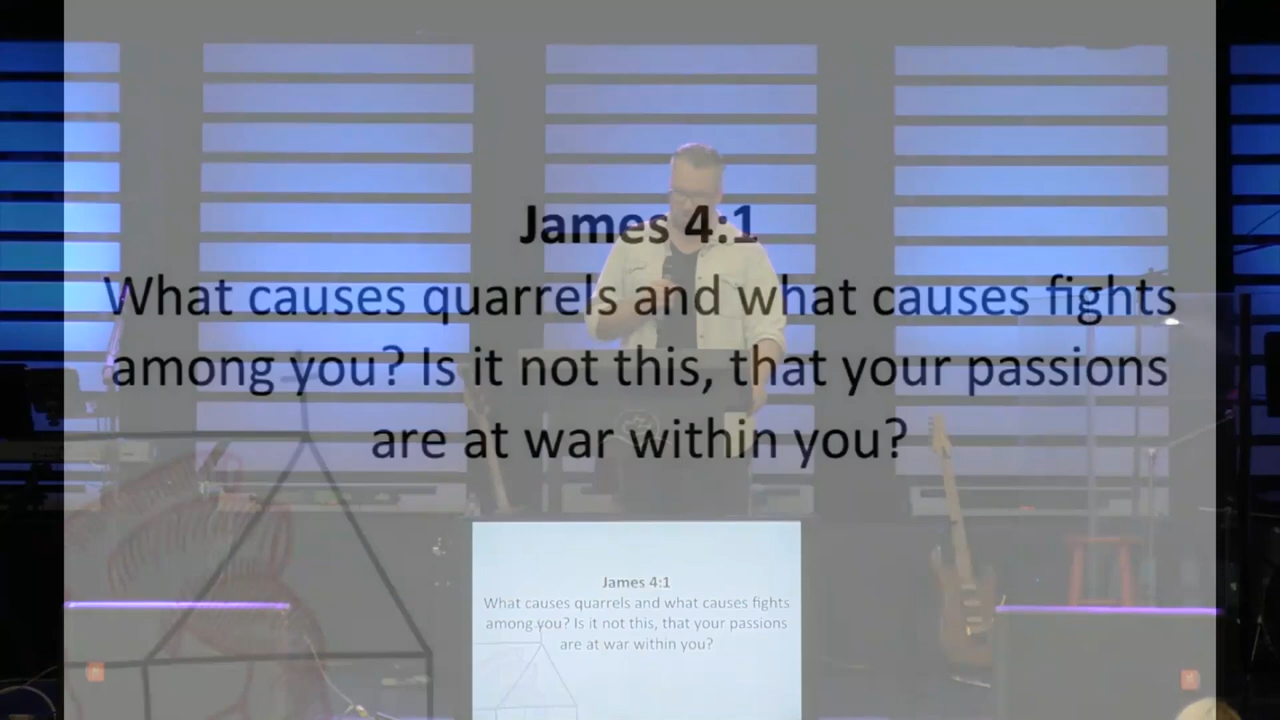 James 4:1
What causes quarrels and what causes fights
among you? Is it not this, that your passions
are at war within you?
James 4:1
What causes quarrels and what causes fights
among you? Is it not this, that your passions
are at war within you?